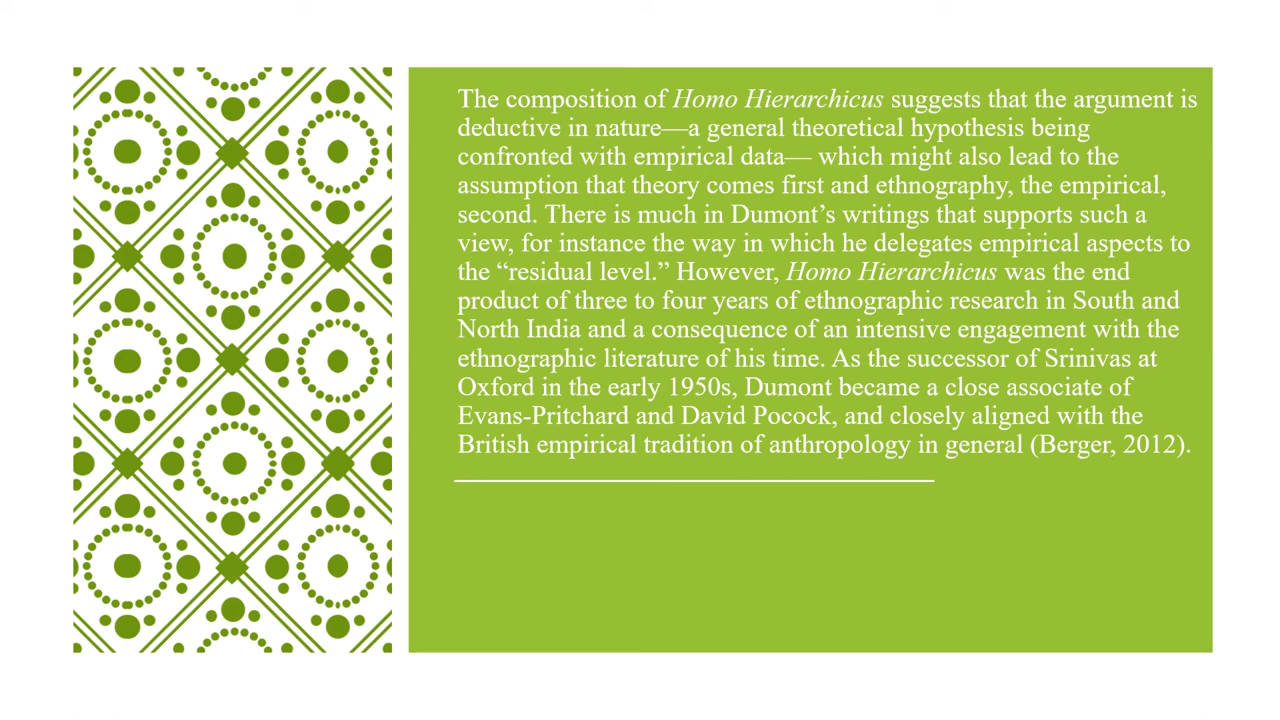 The composition of Homo Hierarchicus suggests that the argument is
deductive in nature—a general theoretical hypothesis being
confronted with empirical data— which might also lead to the
assumption that theory comes first and ethnography, the empirical,
second. There is much in Dumont’s writings that supports such a
view, for instance the way in which he delegates empirical aspects to
the “residual level.” However, Homo Hierarchicus was the end
product of three to four years of ethnographic research in South and
North India and a consequence of an intensive engagement with the
ethnographic literature of his time. As the successor of Srinivas at
Oxford in the early 1950s, Dumont became a close associate of
Evans-Pritchard and David Pocock, and closely aligned with the
British empirical tradition of anthropology in general (Berger, 2012).